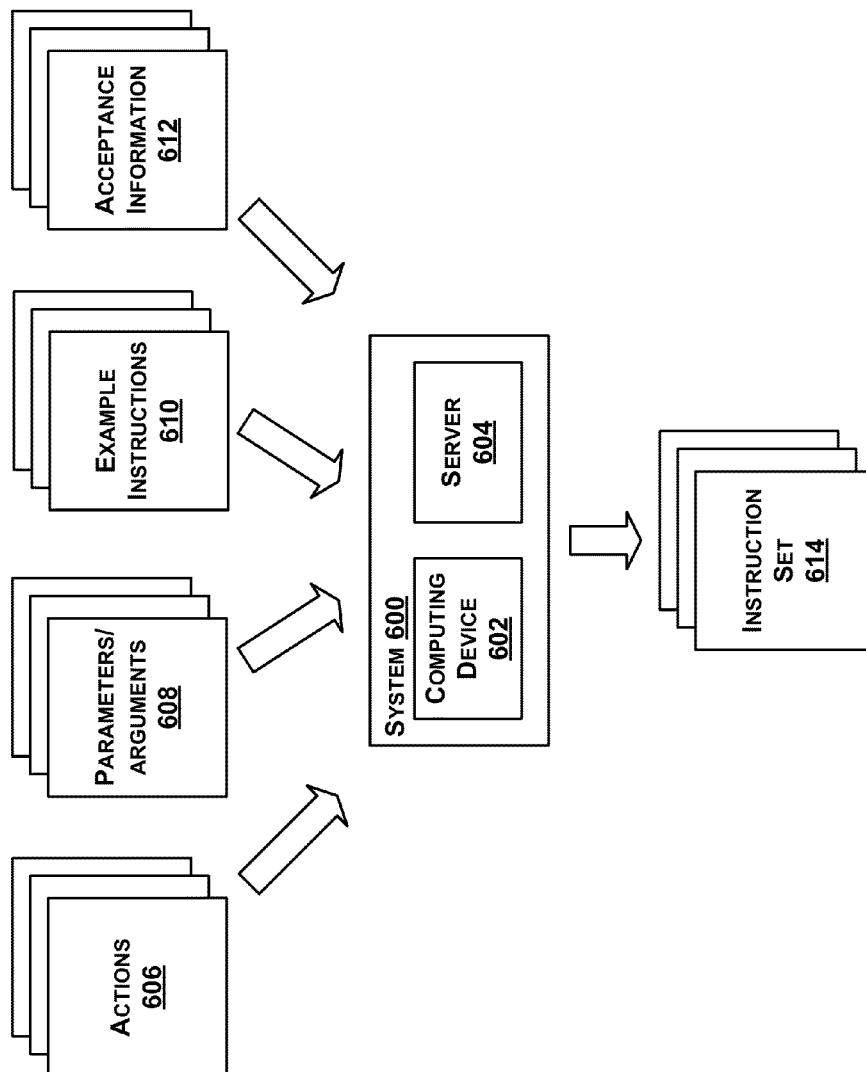 ACTIONS
606
PARAMETERS/
ARGUMENTS
608
EXAMPLE
INSTRUCTIONS
610
ACCEPTANCE
INFORMATION
612
SYSTEM 600
COMPUTING
DEVICE
602
SERVER
604
INSTRUCTION
SET
614